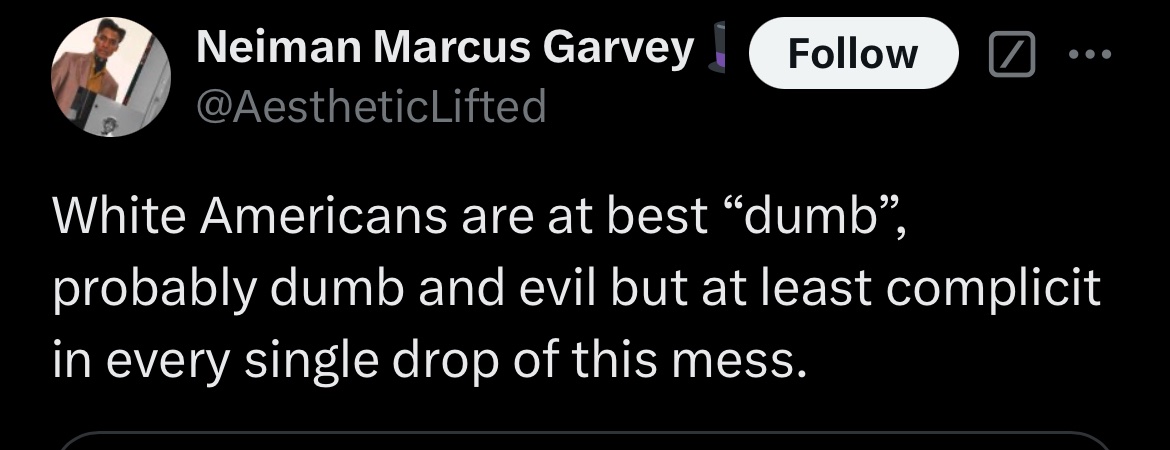 Neiman Marcus Garvey
Follow
@AestheticLifted
White Americans are at best “dumb”,
probably dumb and evil but at least complicit
in every single drop of this mess.